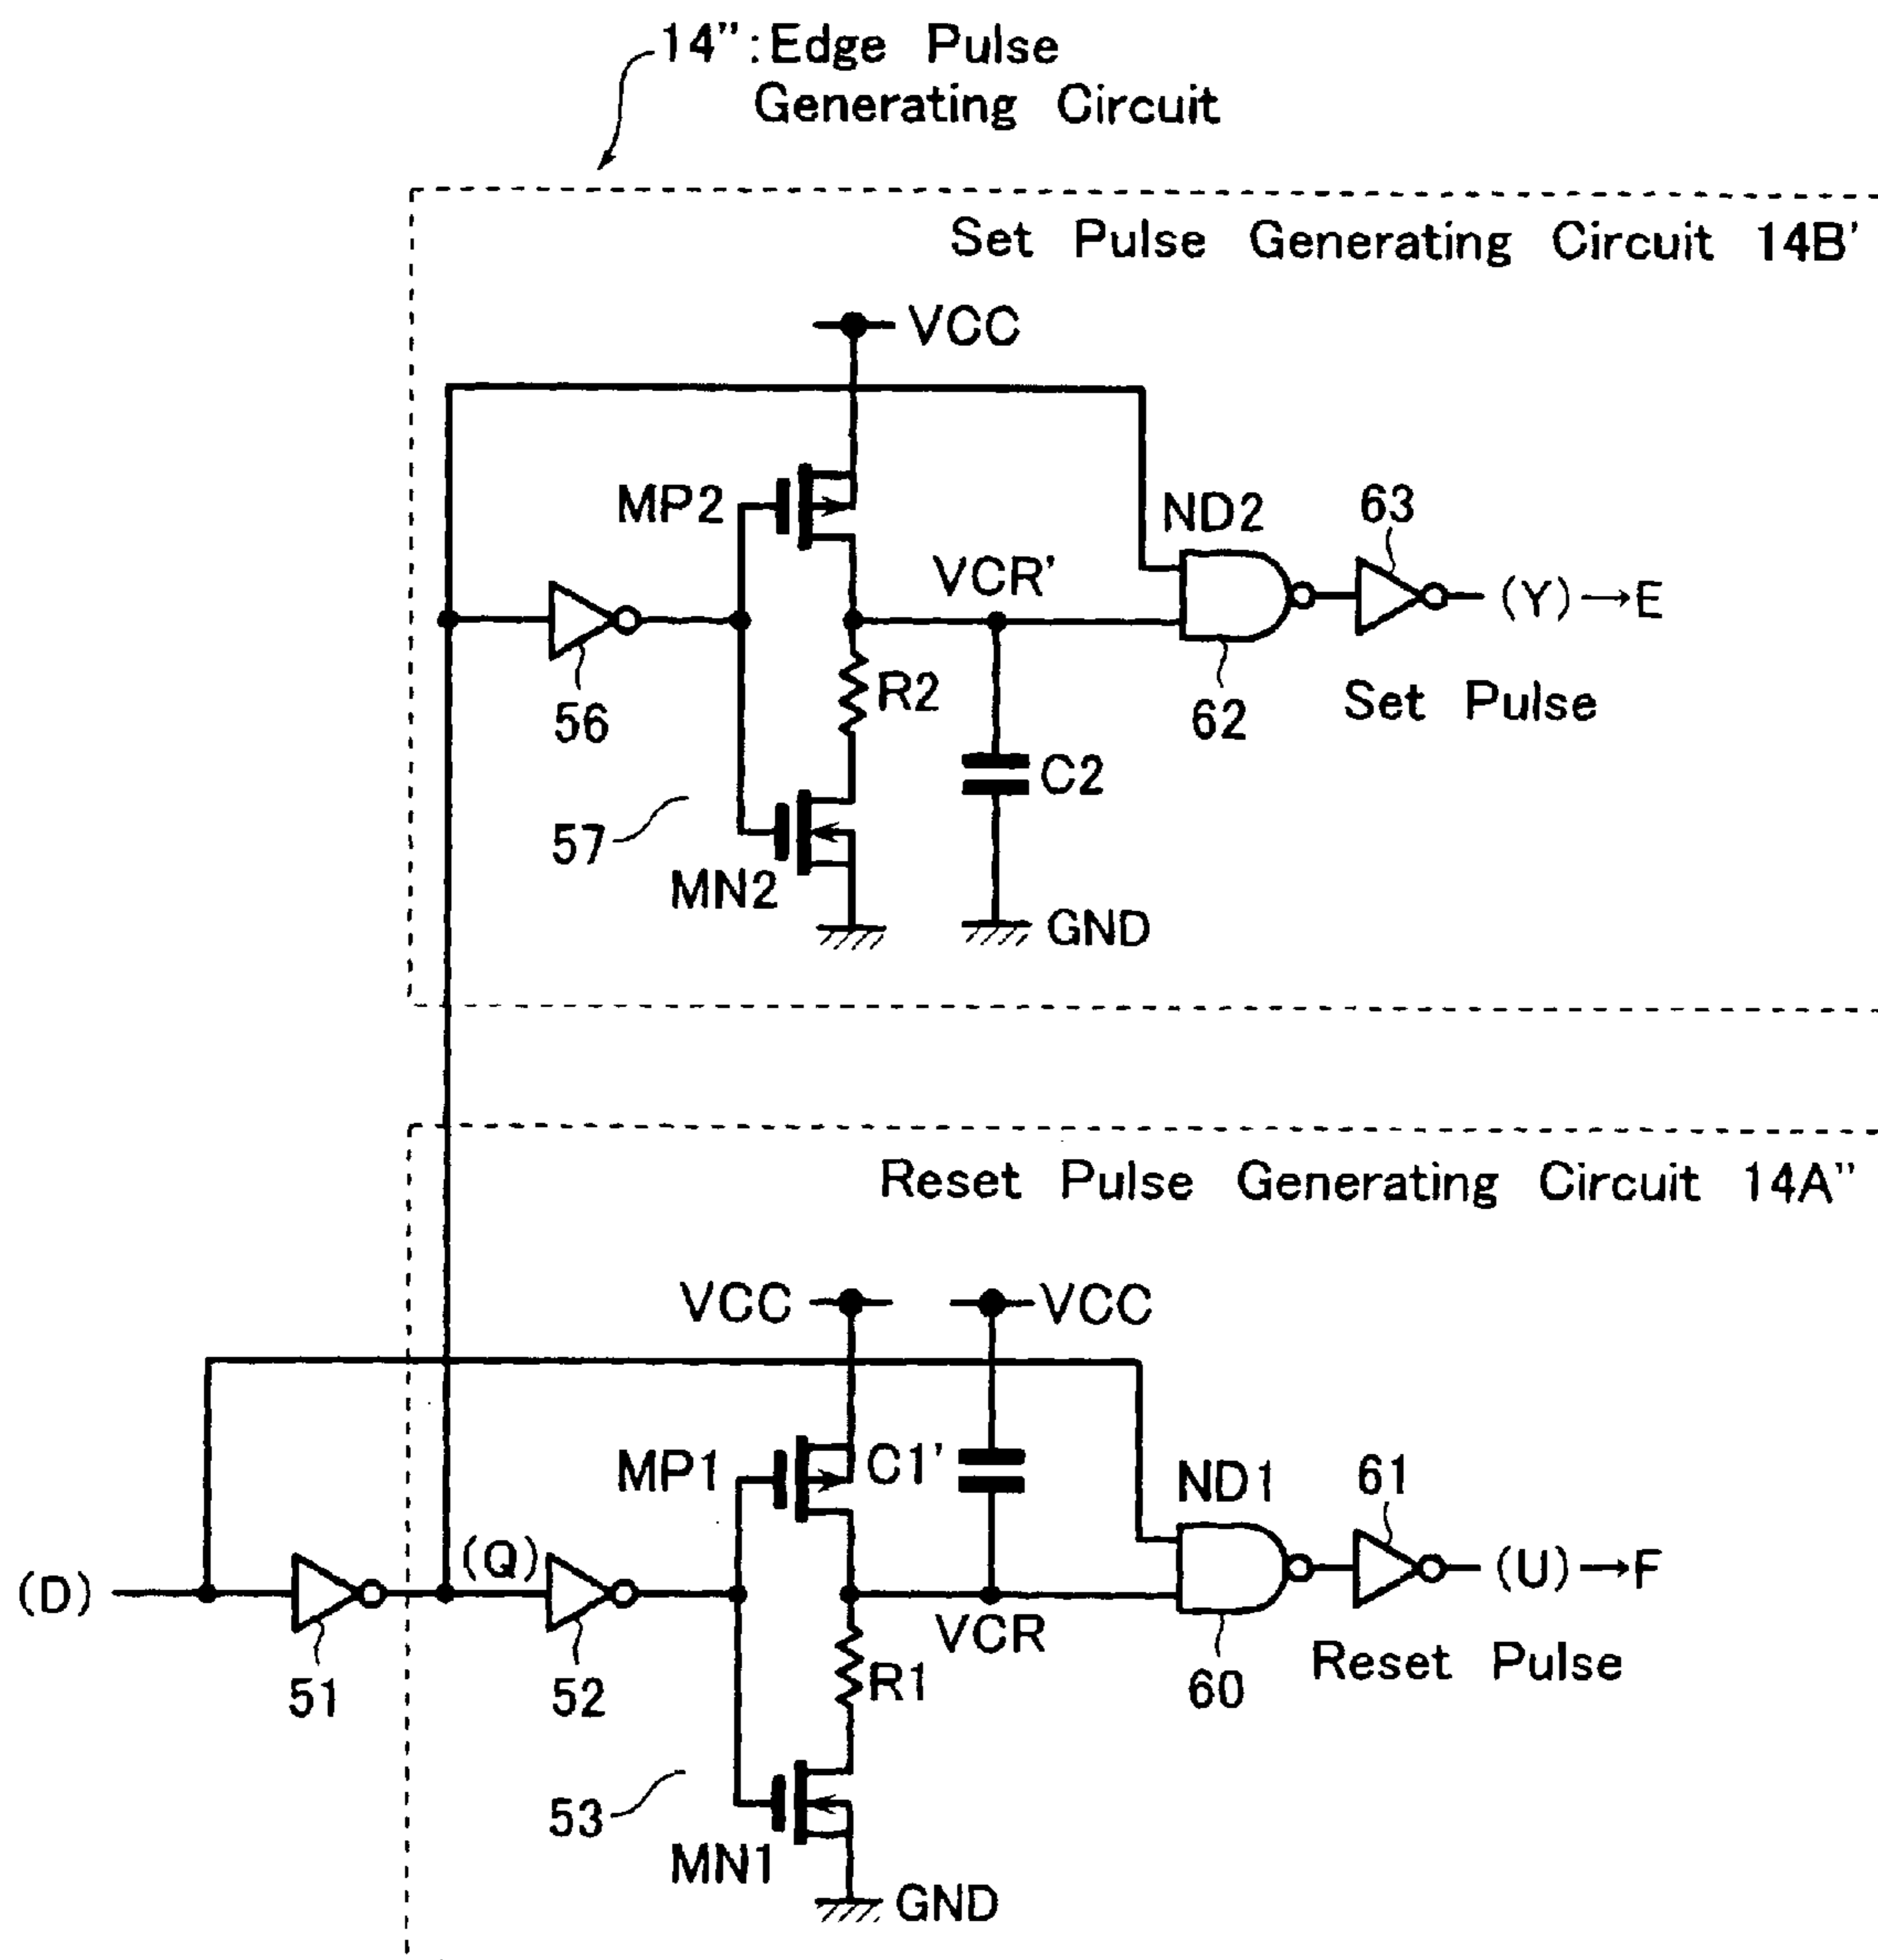 14”:Edge Pulse
Generating Circuit
Set Pulse Generating Circuit 14B’
VCC
MP2
ND2
63
VCR’
(Y)→E
R2
Set Pulse
56
62
C2
57
MN2
GND
Reset Pulse Generating Circuit 14A”
VCC
VCC
MP1
C1’
ND1
61
(Q)
(D)
(U)→F
VCR
R1
Reset Pulse
51
52
60
53
MN1
GND